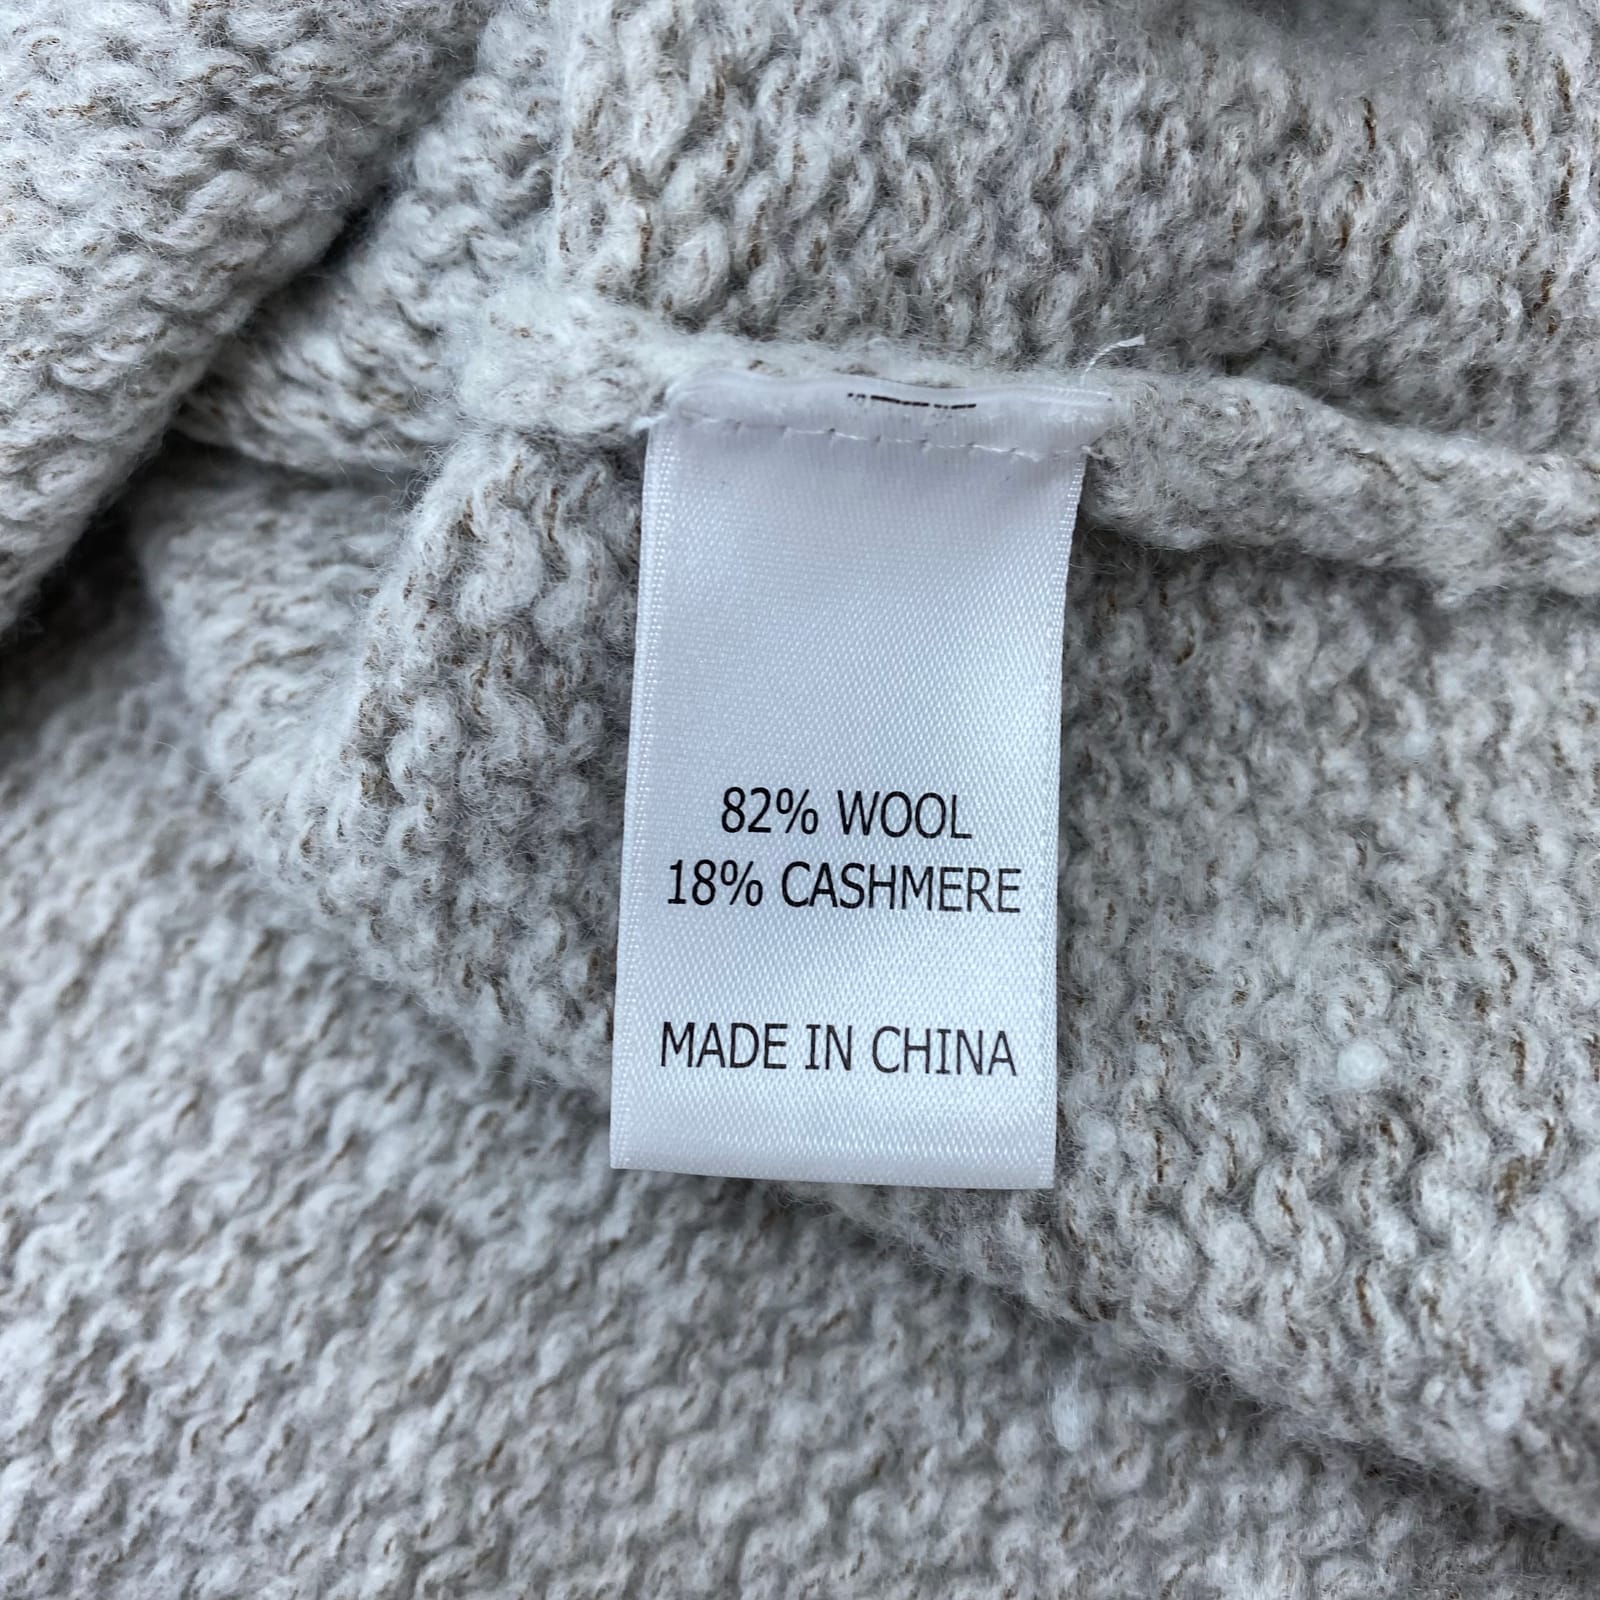 82% WOOL
18% CASHMERE
MADE IN CHINA